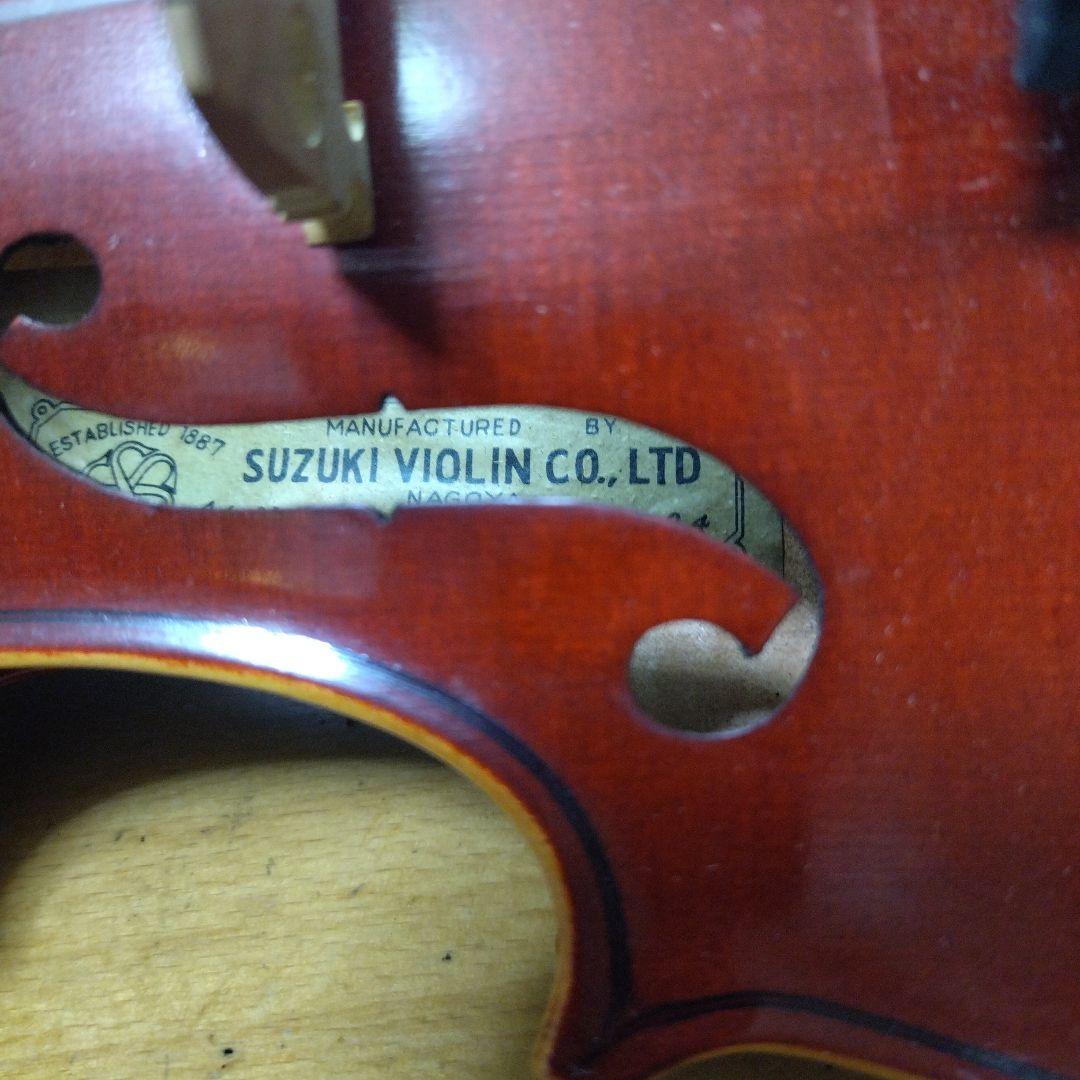 ESTABLISHED 1887
MANUFACTURED BY
SUZUKI VIOLIN CO., LTD
NAGOYA